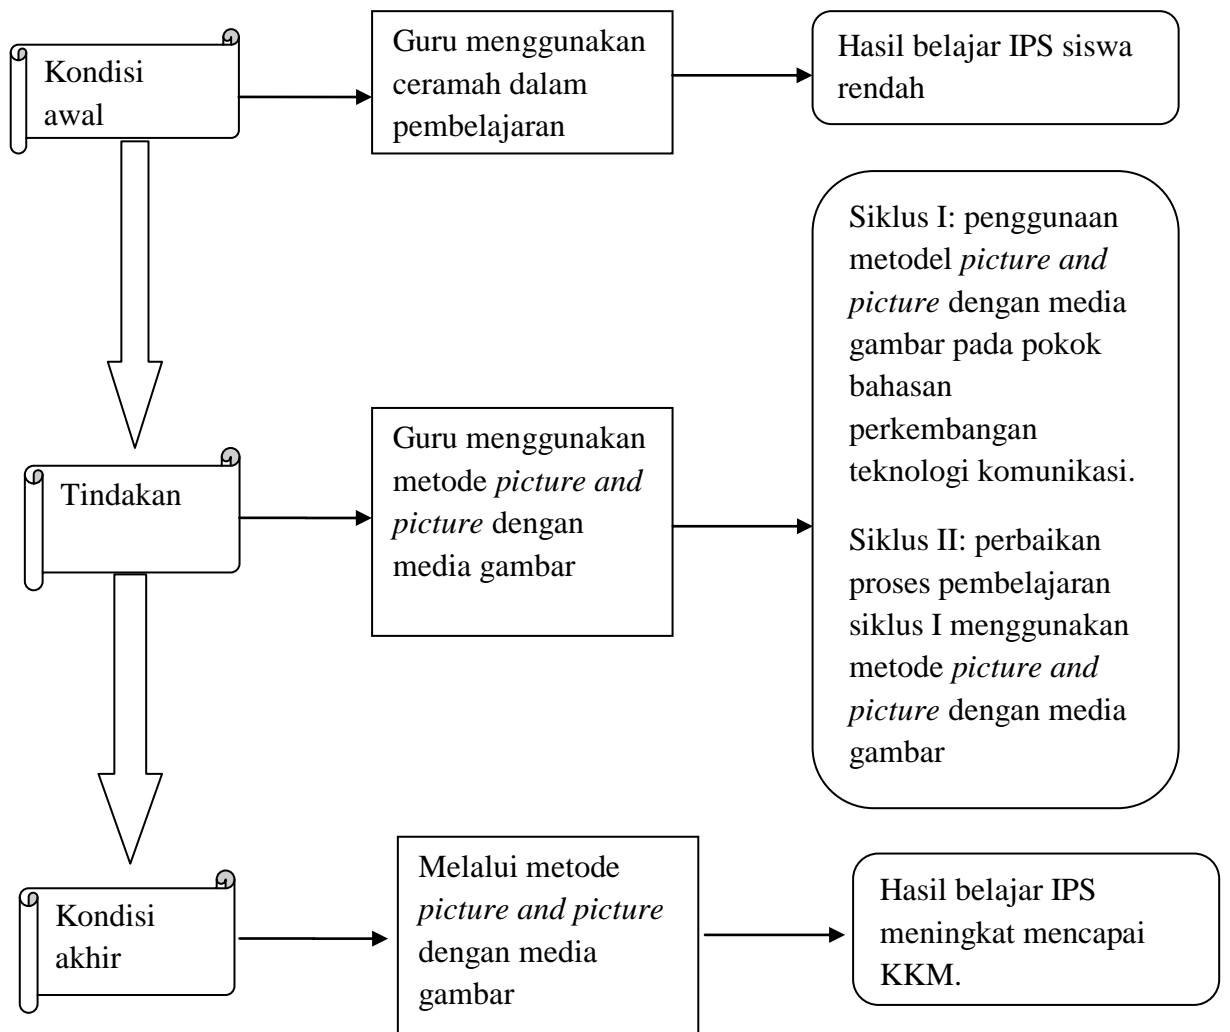 Kondisi
awal
Guru menggunakan
ceramah dalam
pembelajaran
Hasil belajar IPS siswa
rendah
Tindakan
Guru menggunakan
metode picture and
picture dengan
media gambar
Siklus I: penggunaan
metodel picture and
picture dengan media
gambar pada pokok
bahasan
perkembangan
teknologi komunikasi.
Siklus II: perbaikan
proses pembelajaran
siklus I menggunakan
metode picture and
picture dengan media
gambar
Kondisi
akhir
Melalui metode
picture and picture
dengan media
gambar
Hasil belajar IPS
meningkat mencapai
KKM.